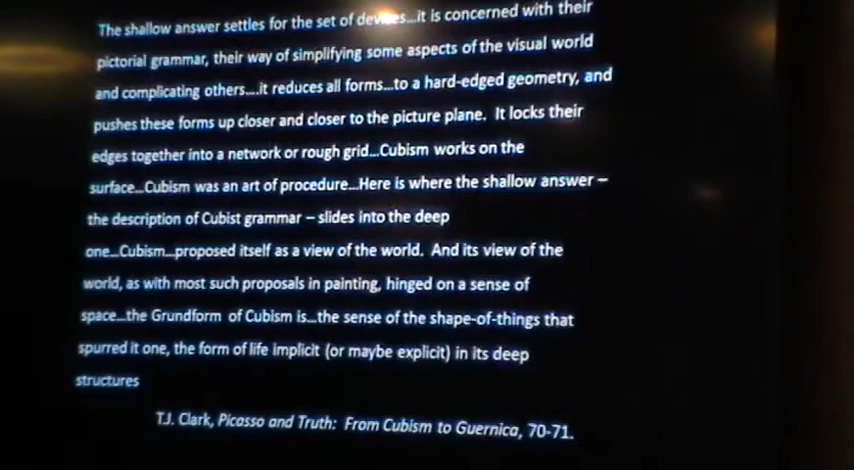 The shallow answer settles for the set of devices...it is concerned with their
pictorial grammar, their way of simplifying some aspects of the visual world
and complicating others....it reduces all forms...to a hard-edged geometry, and
pushes these forms up closer and closer to the picture plane. It locks their
edges together into a network or rough grid...Cubism works on the
surface...Cubism was an art of procedure...Here is where the shallow answer –
the description of Cubist grammar – slides into the deep
one...Cubism...proposed itself as a view of the world. And its view of the
world, as with most such proposals in painting, hinged on a sense of
space...the Grundform of Cubism is...the sense of the shape-of-things that
spurred it one, the form of life implicit (or maybe explicit) in its deep
structures
T.J. Clark, Picasso and Truth: From Cubism to Guernica, 70-71.